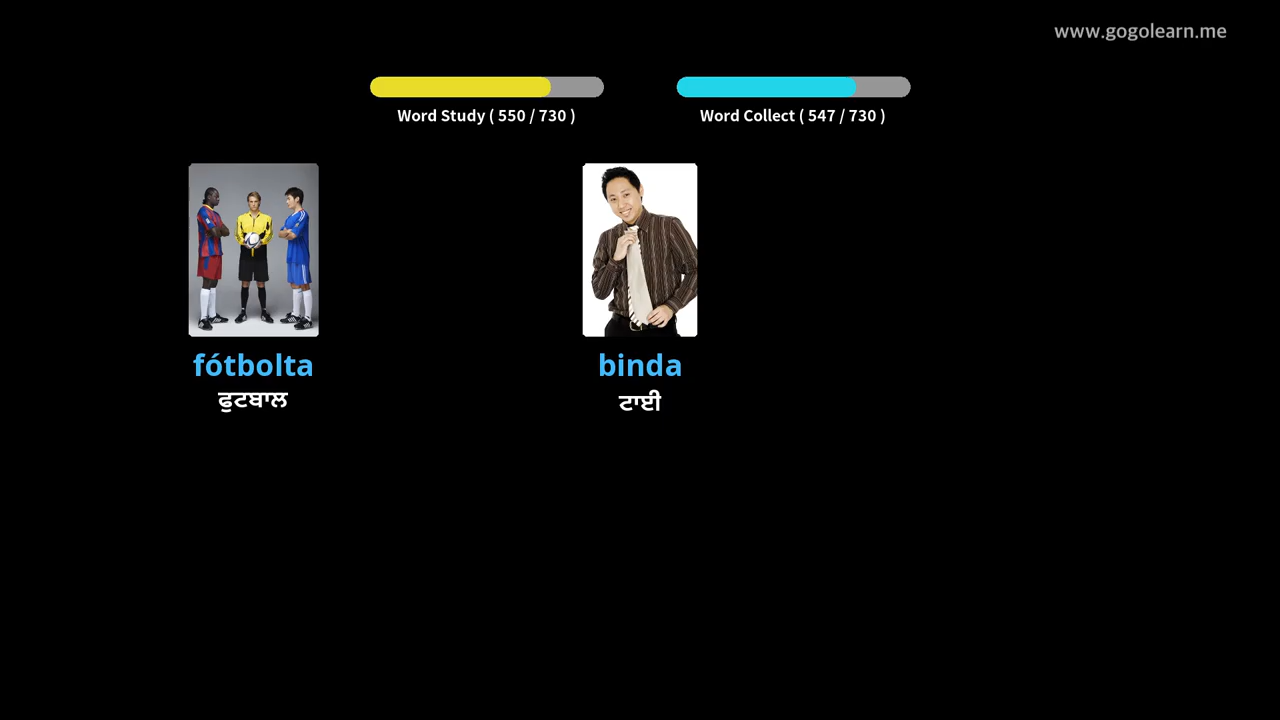 www.gogolearn.me
Word Study ( 550 / 730 )
Word Collect ( 547 / 730 )
fótbolta
ਫੁਟਬਾਲ
binda
ਟਾਈ